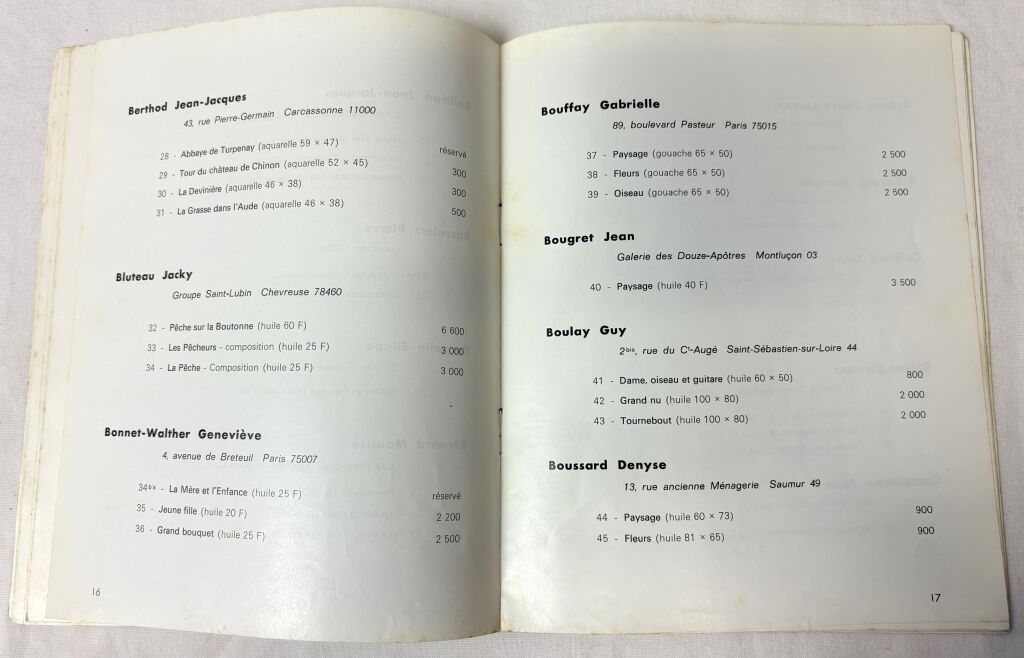 Berthod Jean-Jacques
43, rue Pierre-Germain Carcassonne 11000
28 - Abbaye de Turpenay (aquarelle 59 × 47) réservé
29 - Tour du château de Chinon (aquarelle 52 × 45) 300
30 - La Devinière (aquarelle 46 × 38) 300
31 - La Grasse dans l'Aude (aquarelle 46 × 38) 500
Bluteau Jacky
Groupe Saint-Lubin Chevreuse 78460
32 - Pêche sur la Boutonne (huile 60 F) 6 600
33 - Les Pêcheurs - composition (huile 25 F) 3 000
34 - La Pêche - Composition (huile 25 F) 3 000
Bonnet-Walther Geneviève
4, avenue de Breteuil Paris 75007
34bis - La Mère et l'Enfance (huile 25 F) réservé
35 - Jeune fille (huile 20 F) 2 200
36 - Grand bouquet (huile 25 F) 2 500
16
Bouffay Gabrielle
89, boulevard Pasteur Paris 75015
37 - Paysage (gouache 65 × 50) 2 500
38 - Fleurs (gouache 65 × 50) 2 500
39 - Oiseau (gouache 65 × 50) 2 500
Bougret Jean
Galerie des Douze-Apôtres Montluçon 03
40 - Paysage (huile 40 F) 3 500
Boulay Guy
2bis, rue du Ct-Augé Saint-Sébastien-sur-Loire 44
41 - Dame, oiseau et guitare (huile 60 × 50) 800
42 - Grand nu (huile 100 × 80) 2 000
43 - Tournebout (huile 100 × 80) 2 000
Boussard Denyse
13, rue ancienne Ménagerie Saumur 49
44 - Paysage (huile 60 × 73) 900
45 - Fleurs (huile 81 × 65) 900
17